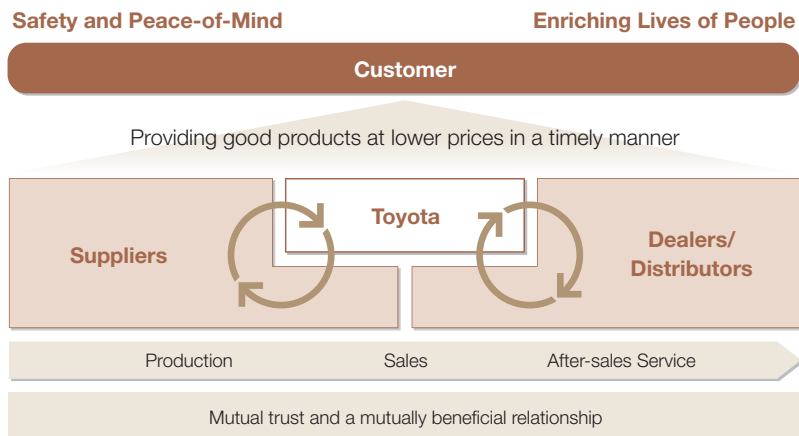 Safety and Peace-of-Mind
Enriching Lives of People
Customer
Providing good products at lower prices in a timely manner
Suppliers
Toyota
Dealers/
Distributors
Production
Sales
After-sales Service
Mutual trust and a mutually beneficial relationship